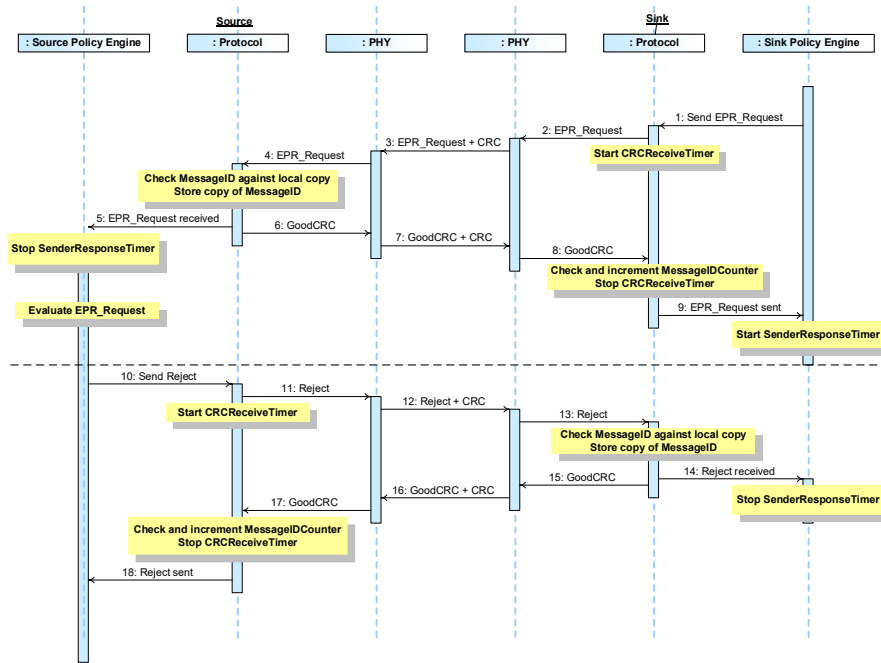 Source
Sink
: Source Policy Engine
: Protocol
: PHY
: PHY
: Protocol
: Sink Policy Engine
1: Send EPR_Request
2: EPR_Request
Start CRCReceiveTimer
3: EPR_Request + CRC
4: EPR_Request
Check MessageID against local copy
Store copy of MessageID
5: EPR_Request received
Stop SenderResponseTimer
6: GoodCRC
7: GoodCRC + CRC
8: GoodCRC
Check and increment MessageIDCounter
Stop CRCReceiveTimer
Evaluate EPR_Request
9: EPR_Request sent
Start SenderResponseTimer
10: Send Reject
11: Reject
Start CRCReceiveTimer
12: Reject + CRC
13: Reject
Check MessageID against local copy
Store copy of MessageID
14: Reject received
Stop SenderResponseTimer
15: GoodCRC
16: GoodCRC + CRC
17: GoodCRC
Check and increment MessageIDCounter
Stop CRCReceiveTimer
18: Reject sent